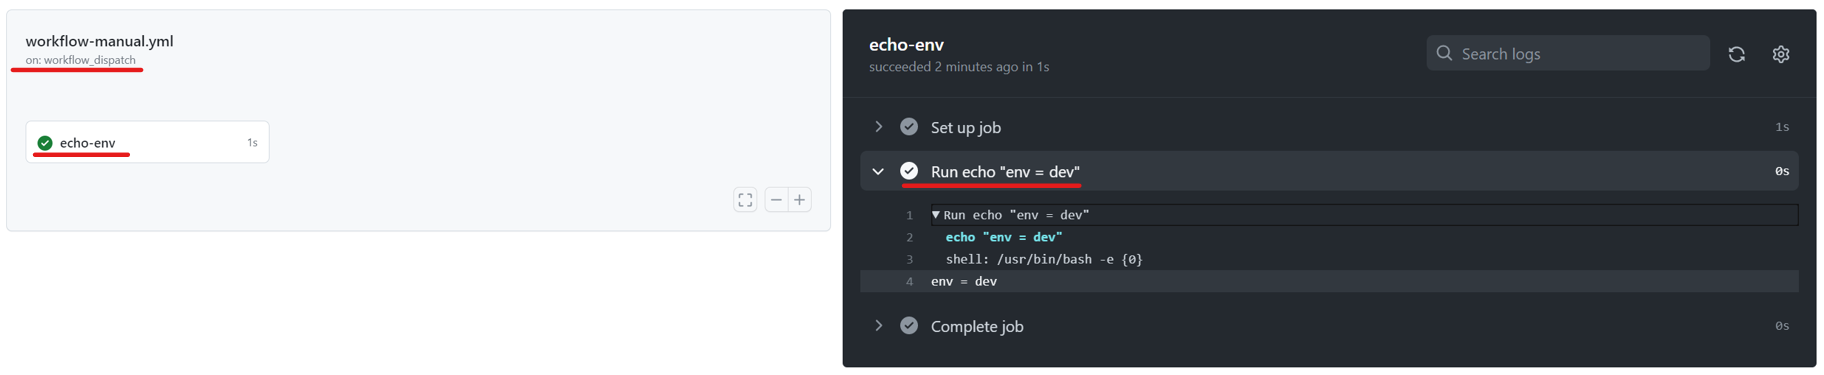 workflow-manual.yml
on: workflow_dispatch
echo-env 1s
echo-env
succeeded 2 minutes ago in 1s
Search logs
Set up job 1s
Run echo "env = dev" 0s
1 ▼ Run echo "env = dev"
2 echo "env = dev"
3 shell: /usr/bin/bash -e {0}
4 env = dev
Complete job 0s